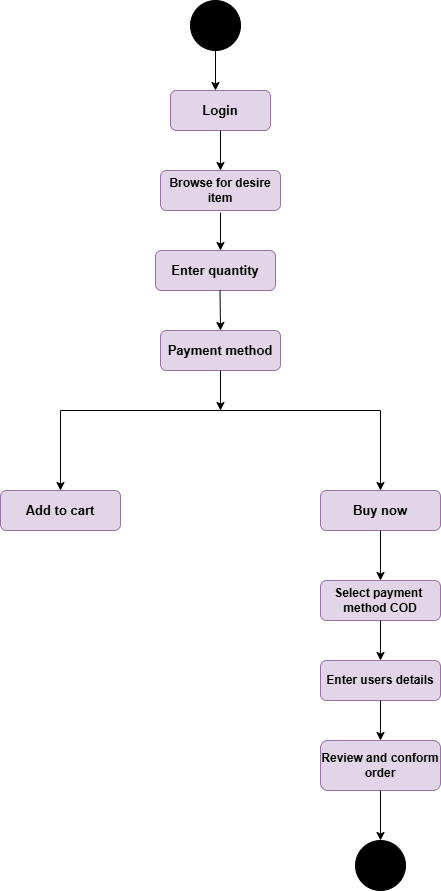 Login
Browse for desire
item
Enter quantity
Payment method
Add to cart
Buy now
Select payment
method COD
Enter users details
Review and conform
order